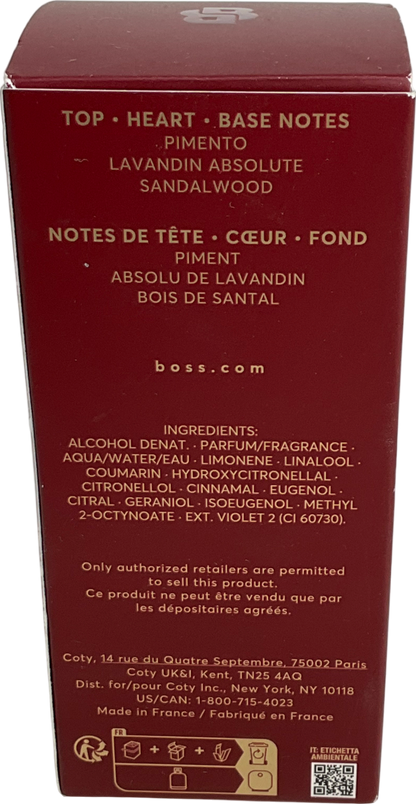 TOP • HEART • BASE NOTES
PIMENTO
LAVANDIN ABSOLUTE
SANDALWOOD
NOTES DE TÊTE • CŒUR • FOND
PIMENT
ABSOLU DE LAVANDIN
BOIS DE SANTAL
boss.com
INGREDIENTS:
ALCOHOL DENAT. · PARFUM/FRAGRANCE ·
AQUA/WATER/EAU · LIMONENE · LINALOOL ·
COUMARIN · HYDROXYCITRONELLAL ·
CITRONELLOL · CINNAMAL · EUGENOL ·
CITRAL · GERANIOL · ISOEUGENOL · METHYL
2-OCTYNOATE · EXT. VIOLET 2 (CI 60730).
Only authorized retailers are permitted
to sell this product.
Ce produit ne peut être vendu que par
les dépositaires agréés.
Coty, 14 rue du Quatre Septembre, 75002 Paris
Coty UK&I, Kent, TN25 4AQ
Dist. for/pour Coty Inc., New York, NY 10118
US/CAN: 1-800-715-4023
Made in France / Fabriqué en France
FR
IT: ETICHETTA
AMBIENTALE